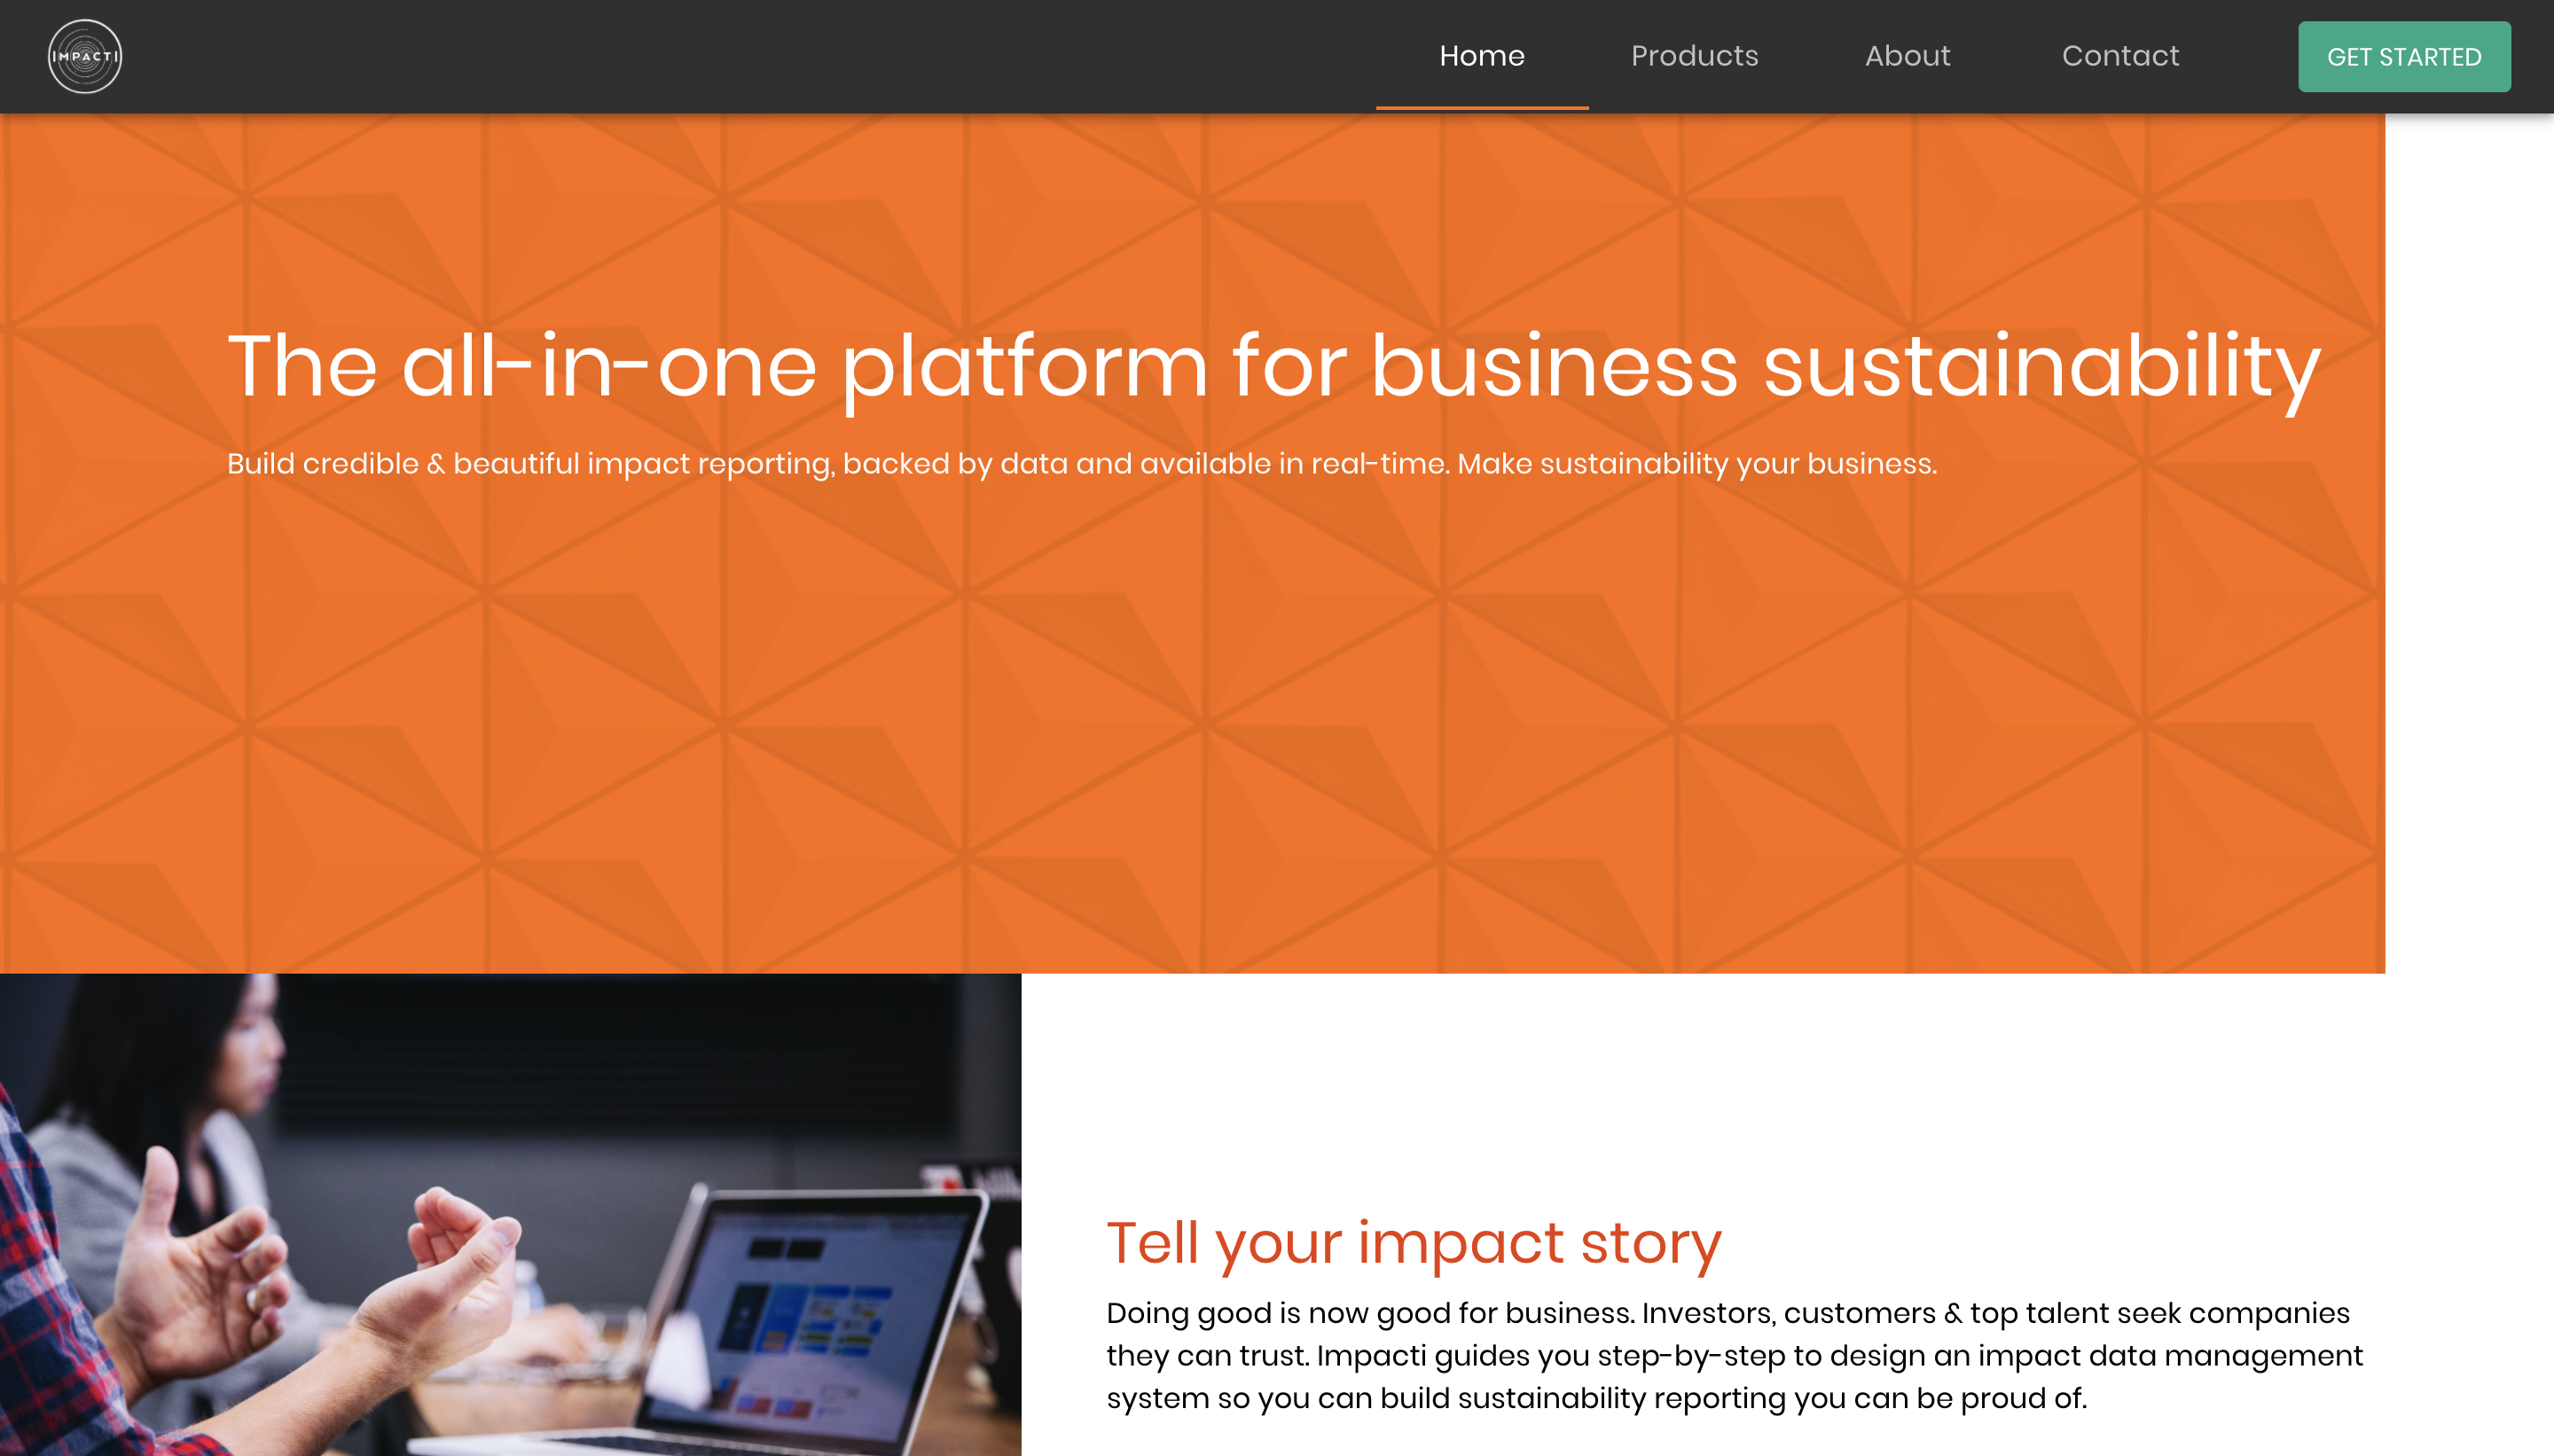 IMPACTI
Home
Products
About
Contact
GET STARTED
The all-in-one platform for business sustainability
Build credible & beautiful impact reporting, backed by data and available in real-time. Make sustainability your business.
Tell your impact story
Doing good is now good for business. Investors, customers & top talent seek companies
they can trust. Impacti guides you step-by-step to design an impact data management
system so you can build sustainability reporting you can be proud of.